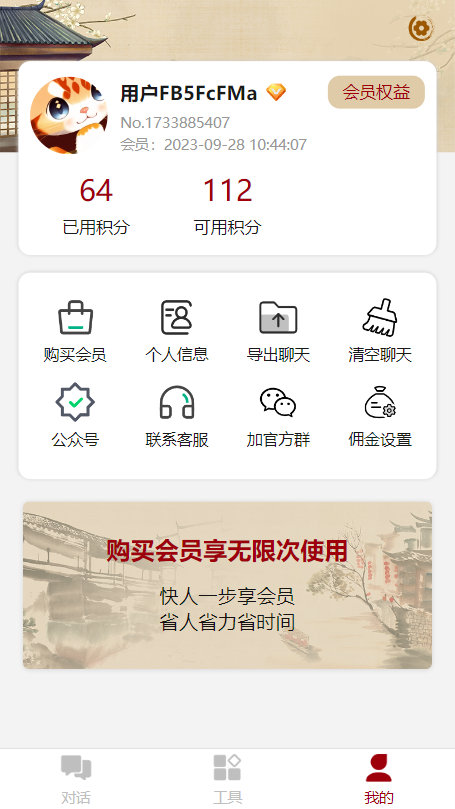 用户FB5FcFMa
会员权益
No.1733885407
会员：2023-09-28 10:44:07
64 112
已用积分 可用积分
购买会员 个人信息 导出聊天 清空聊天
公众号 联系客服 加官方群 佣金设置
购买会员享无限次使用
快人一步享会员
省人省力省时间
对话 工具 我的